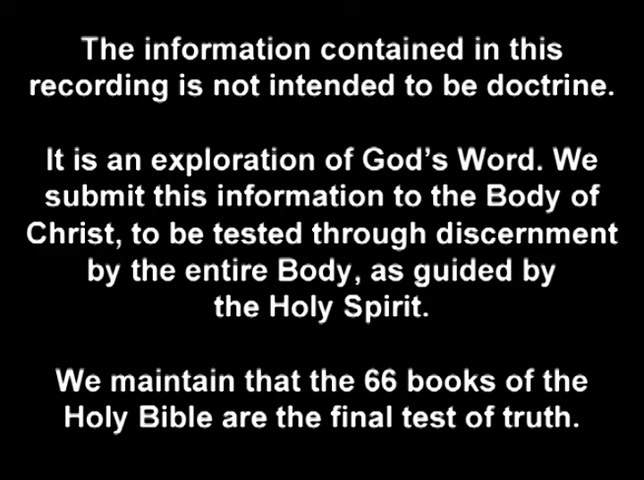 The information contained in this
recording is not intended to be doctrine.
It is an exploration of God’s Word. We
submit this information to the Body of
Christ, to be tested through discernment
by the entire Body, as guided by
the Holy Spirit.
We maintain that the 66 books of the
Holy Bible are the final test of truth.